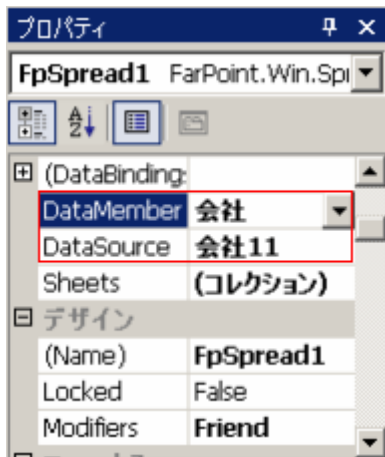 プロパティ
FpSpread1 FarPoint.Win.Spr
(DataBinding:
DataMember 会社
DataSource 会社11
Sheets (コレクション)
デザイン
(Name) FpSpread1
Locked False
Modifiers Friend